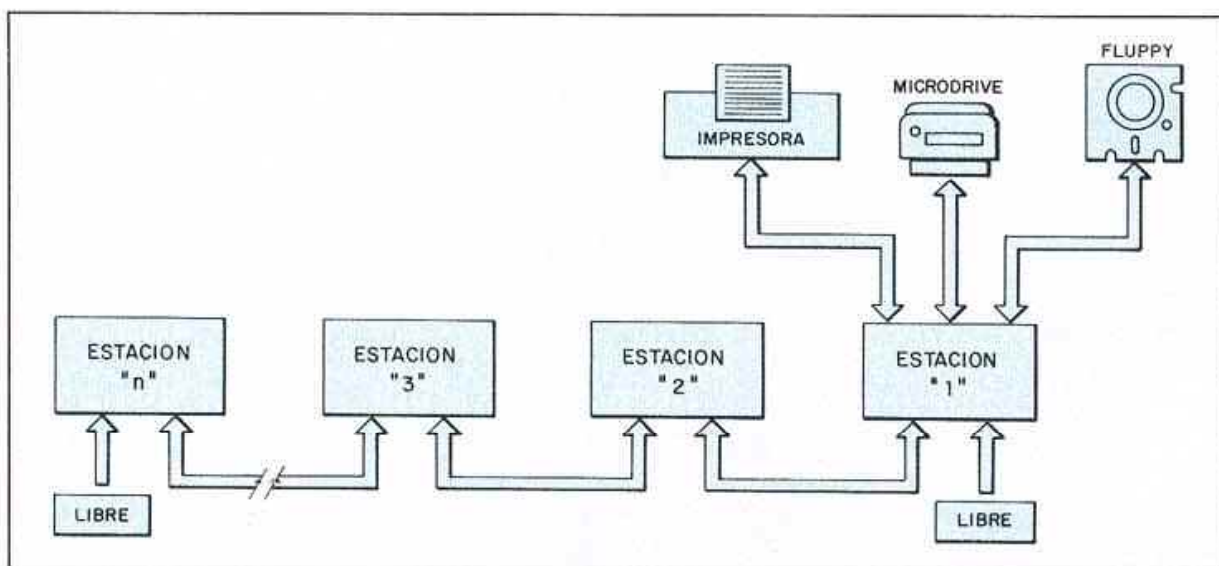 FLUPPY
MICRODRIVE
IMPRESORA
ESTACION
"n"
ESTACION
"3"
ESTACION
"2"
ESTACION
"1"
LIBRE
LIBRE